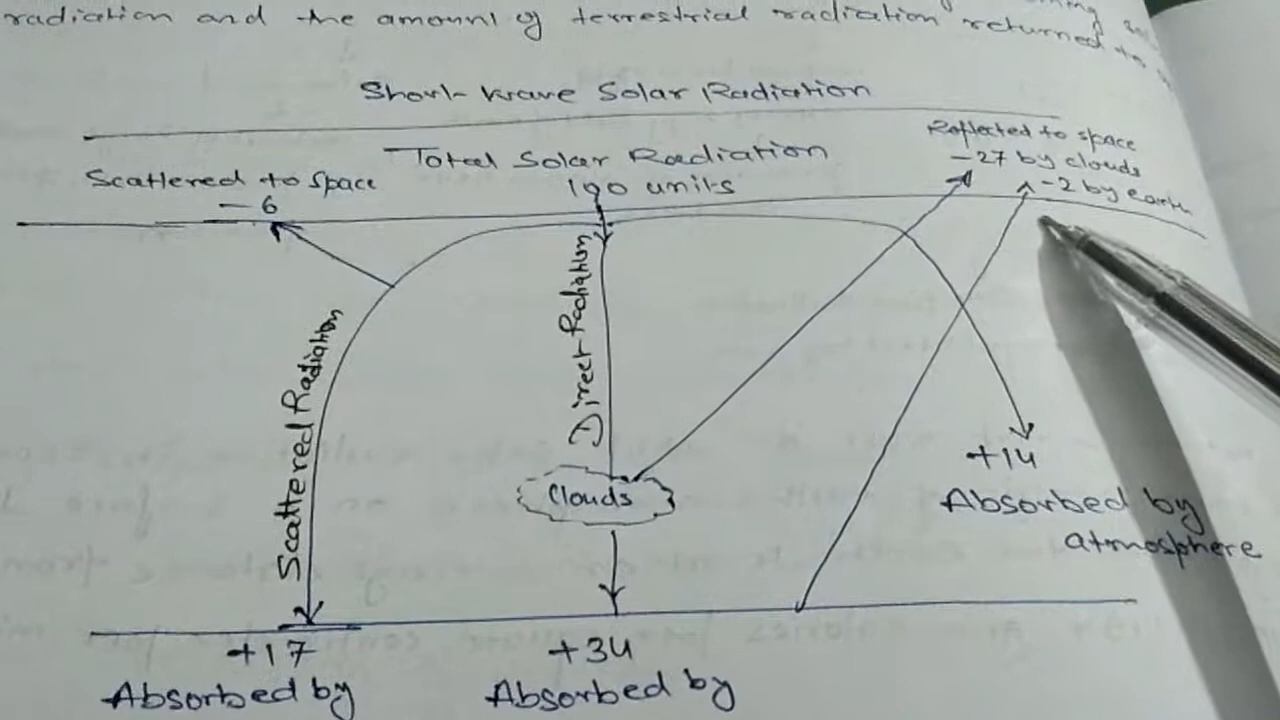 radiation and the amount of terrestrial radiation returned to
Short-Wave Solar Radiation
Total Solar Radiation
100 units
Scattered to Space
-6
Reflected to space
-27 by clouds
-2 by earth
Scattered Radiation
Direct Radiation
Clouds
+14
Absorbed by
atmosphere
+17
Absorbed by
+34
Absorbed by